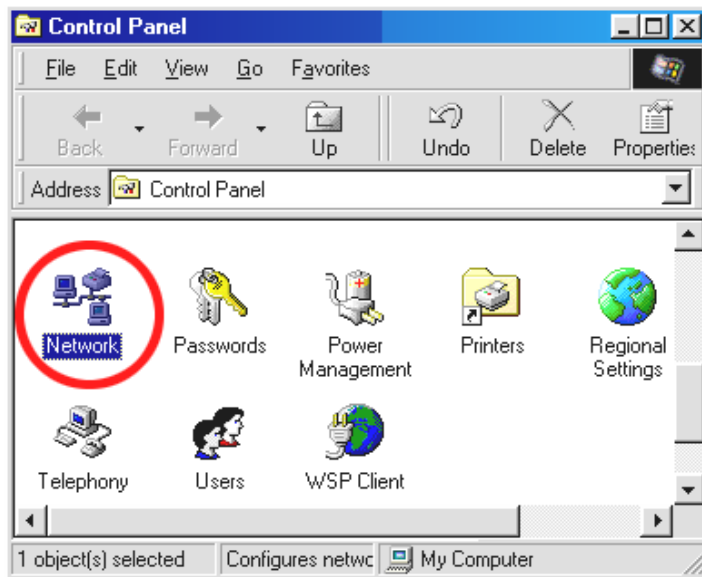 Control Panel
File Edit View Go Favorites
Back Forward Up Undo Delete Properties
Address Control Panel
Network Passwords Power Management Printers Regional Settings
Telephony Users WSP Client
1 object(s) selected Configures netwc My Computer